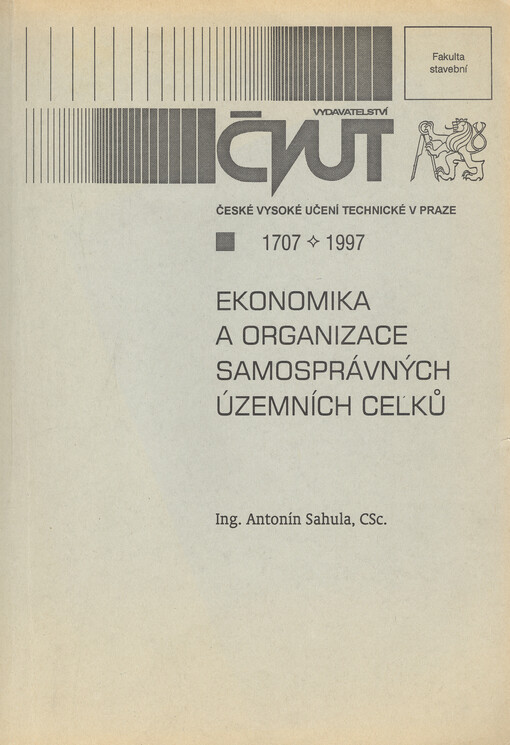 Fakulta
stavební
VYDAVATELSTVÍ
ČVUT
ČESKÉ VYSOKÉ UČENÍ TECHNICKÉ V PRAZE
1707 ✧ 1997
EKONOMIKA
A ORGANIZACE
SAMOSPRÁVNÝCH
ÚZEMNÍCH CELKŮ
Ing. Antonín Sahula, CSc.